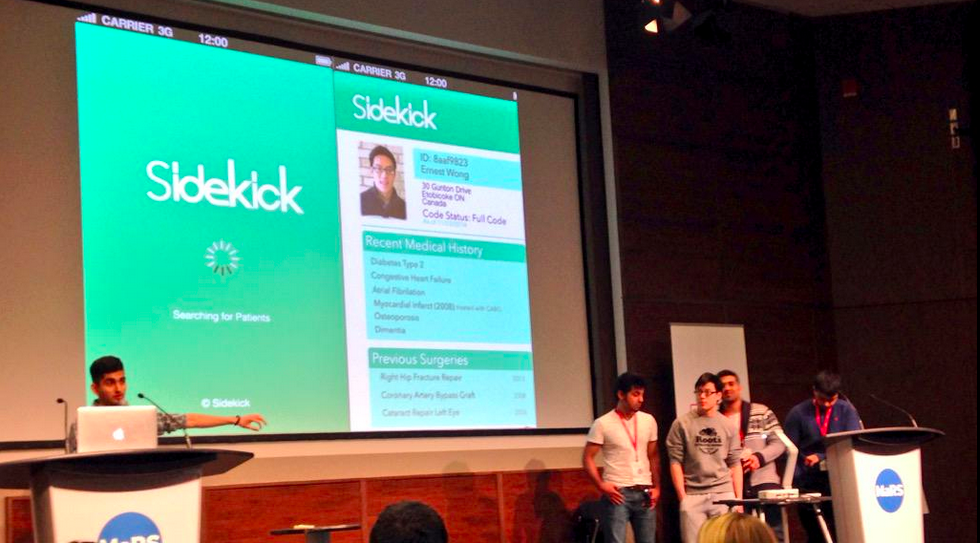 CARRIER 3G
12:00
Sidekick
Searching for Patients
© Sidekick
CARRIER 3G
12:00
Sidekick
ID: 8aaf9823
Ernest Wong
30 Gunton Drive
Etobicoke ON
Canada
Code Status: Full Code
Recent Medical History
Diabetes Type 2
Congestive Heart Failure
Atrial Fibrillation
Myocardial Infarct (2008) treated with CABG
Osteoporosis
Dimentia
Previous Surgeries
Right Hip Fracture Repair
Coronary Artery Bypass Graft
Cataract Repair Left Eye
Roots
MaRS
MaRS